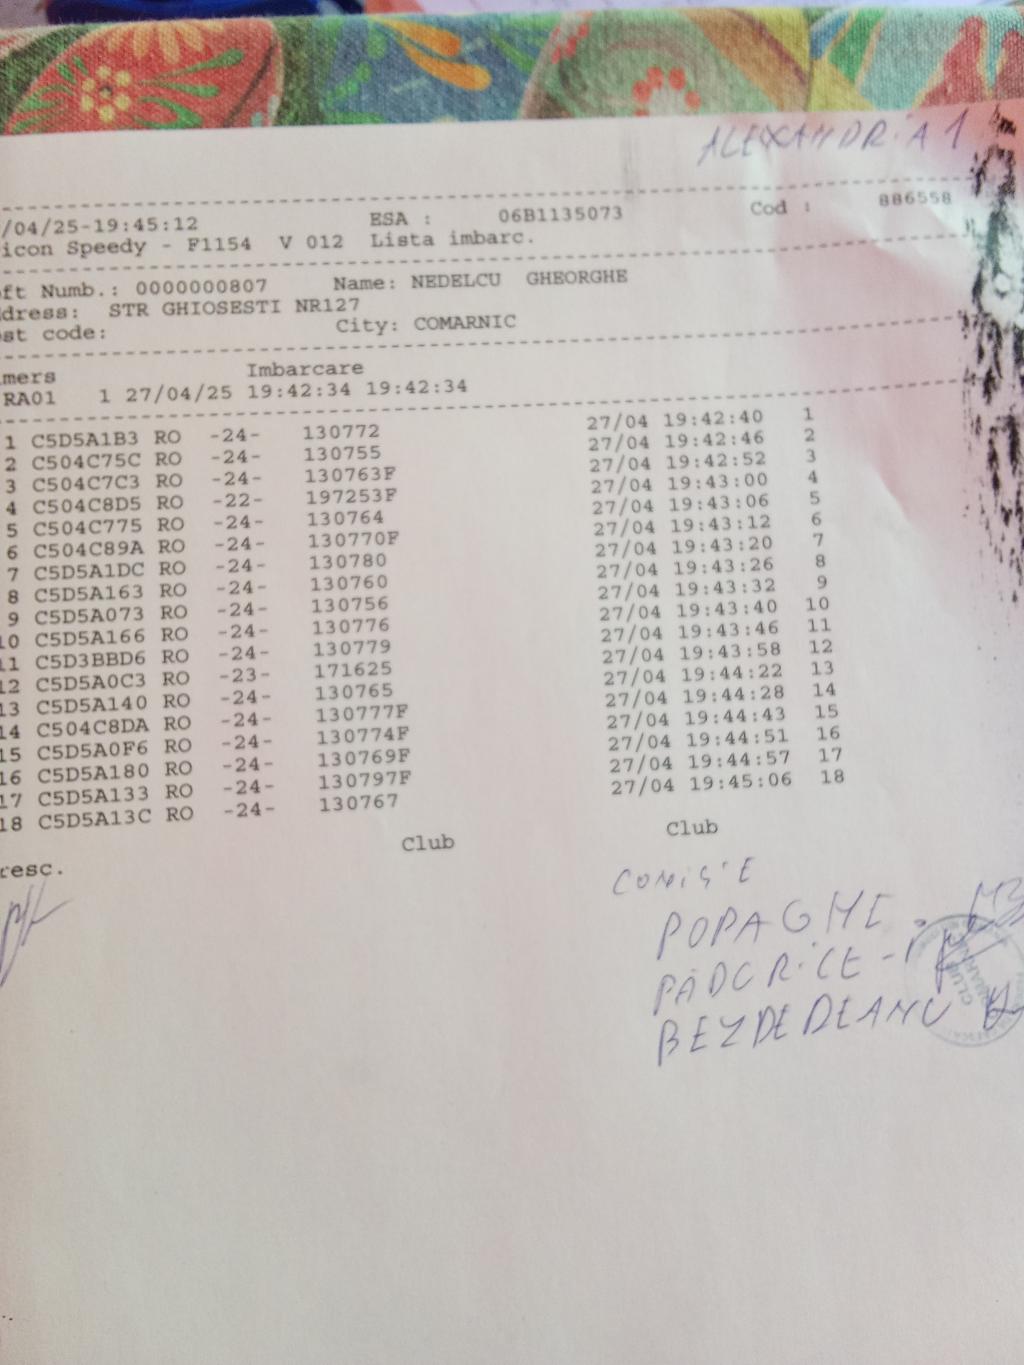 ALEXANDRIA 1
/04/25-19:45:12 ESA : 06B1135073 Cod : 886558
icon Speedy - F1154 V 012 Lista imbarc.
oft Numb.: 0000000807 Name: NEDELCU GHEORGHE
dress: STR GHIOSESTI NR127
st code: City: COMARNIC
mers Imbarcare
RA01 1 27/04/25 19:42:34 19:42:34
1 C5D5A1B3 RO -24- 130772 27/04 19:42:40 1
2 C504C75C RO -24- 130755 27/04 19:42:46 2
3 C504C7C3 RO -24- 130763F 27/04 19:42:52 3
4 C504C8D5 RO -22- 197253F 27/04 19:43:00 4
5 C504C775 RO -24- 130764 27/04 19:43:06 5
6 C504C89A RO -24- 130770F 27/04 19:43:12 6
7 C5D5A1DC RO -24- 130780 27/04 19:43:20 7
8 C5D5A163 RO -24- 130760 27/04 19:43:26 8
9 C5D5A073 RO -24- 130756 27/04 19:43:32 9
10 C5D5A166 RO -24- 130776 27/04 19:43:40 10
11 C5D3BBD6 RO -24- 130779 27/04 19:43:46 11
12 C5D5A0C3 RO -23- 171625 27/04 19:43:58 12
13 C5D5A140 RO -24- 130765 27/04 19:44:22 13
14 C504C8DA RO -24- 130777F 27/04 19:44:28 14
15 C5D5A0F6 RO -24- 130774F 27/04 19:44:43 15
16 C5D5A180 RO -24- 130769F 27/04 19:44:51 16
17 C5D5A133 RO -24- 130797F 27/04 19:44:57 17
18 C5D5A13C RO -24- 130767 27/04 19:45:06 18
resc. Club Club
COMISIE
POPA GHE.
BEZDEDEANU
CLUB